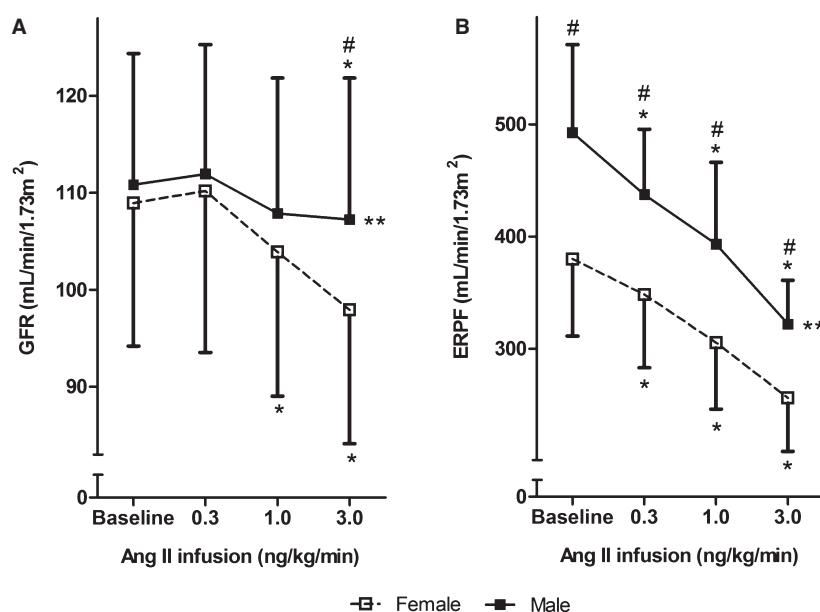 A
GFR (mL/min/1.73m²)
120
110
100
90
0
#
*
**
*
*
Baseline 0.3 1.0 3.0
Ang II infusion (ng/kg/min)
B
ERPF (mL/min/1.73m²)
500
400
300
0
#
#
*
#
*
#
*
**
*
*
*
Baseline 0.3 1.0 3.0
Ang II infusion (ng/kg/min)
Female Male